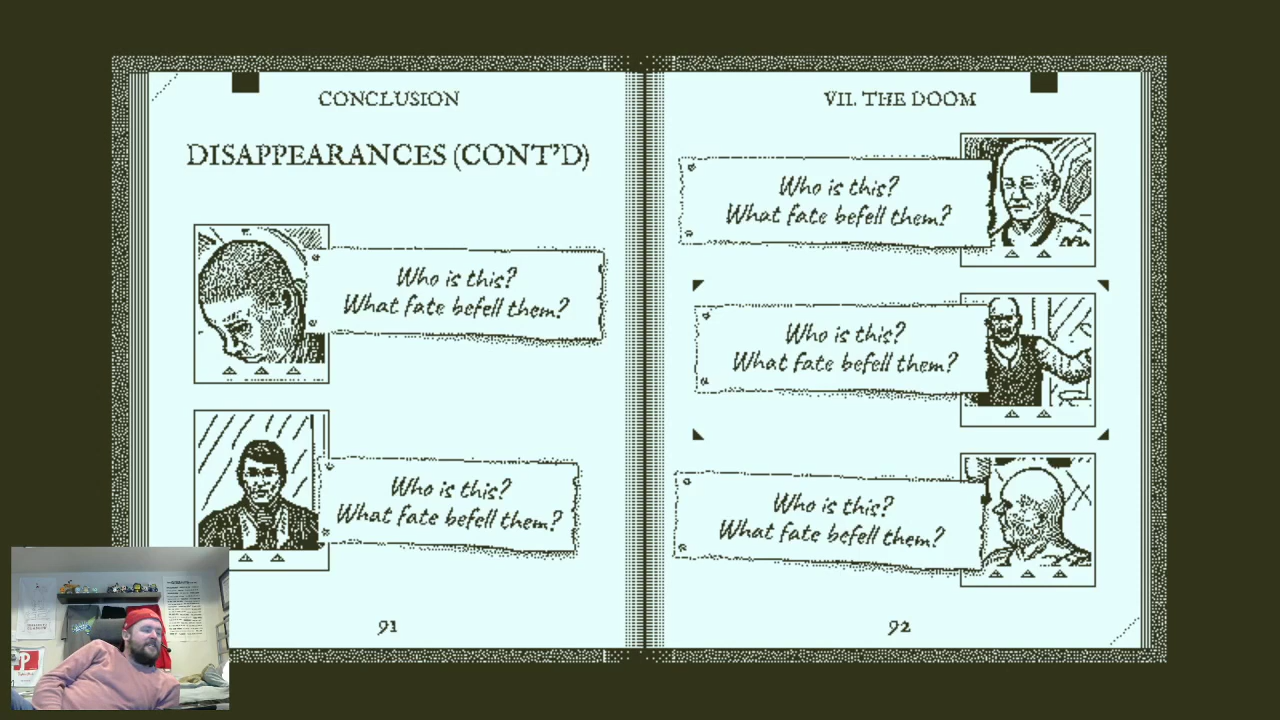 CONCLUSION
DISAPPEARANCES (CONT'D)
Who is this?
What fate befell them?
Who is this?
What fate befell them?
91
VII. THE DOOM
Who is this?
What fate befell them?
Who is this?
What fate befell them?
Who is this?
What fate befell them?
92